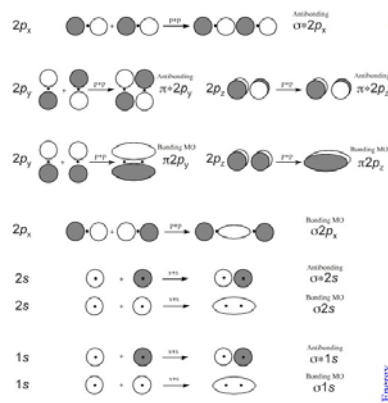 2px p*p Antibonding σ*2px
+
2py p*p Antibonding π*2py 2pz p*p Antibonding π*2pz
+
2py p*p Bonding MO π2py 2pz p*p Bonding MO π2pz
+
2px p*p Bonding MO σ2px
+
2s + s*s Antibonding σ*2s
2s + s*s Bonding MO σ2s
1s + s*s Antibonding σ*1s
1s + s*s Bonding MO σ1s
Energy